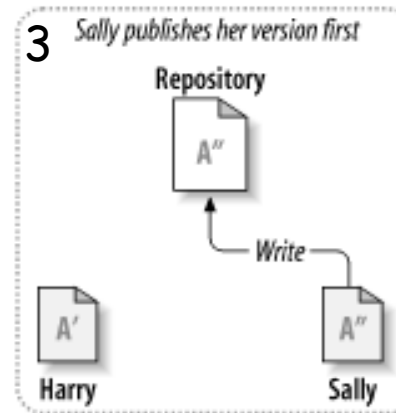 3 Sally publishes her version first
Repository
A″
Write
A′ A″
Harry Sally